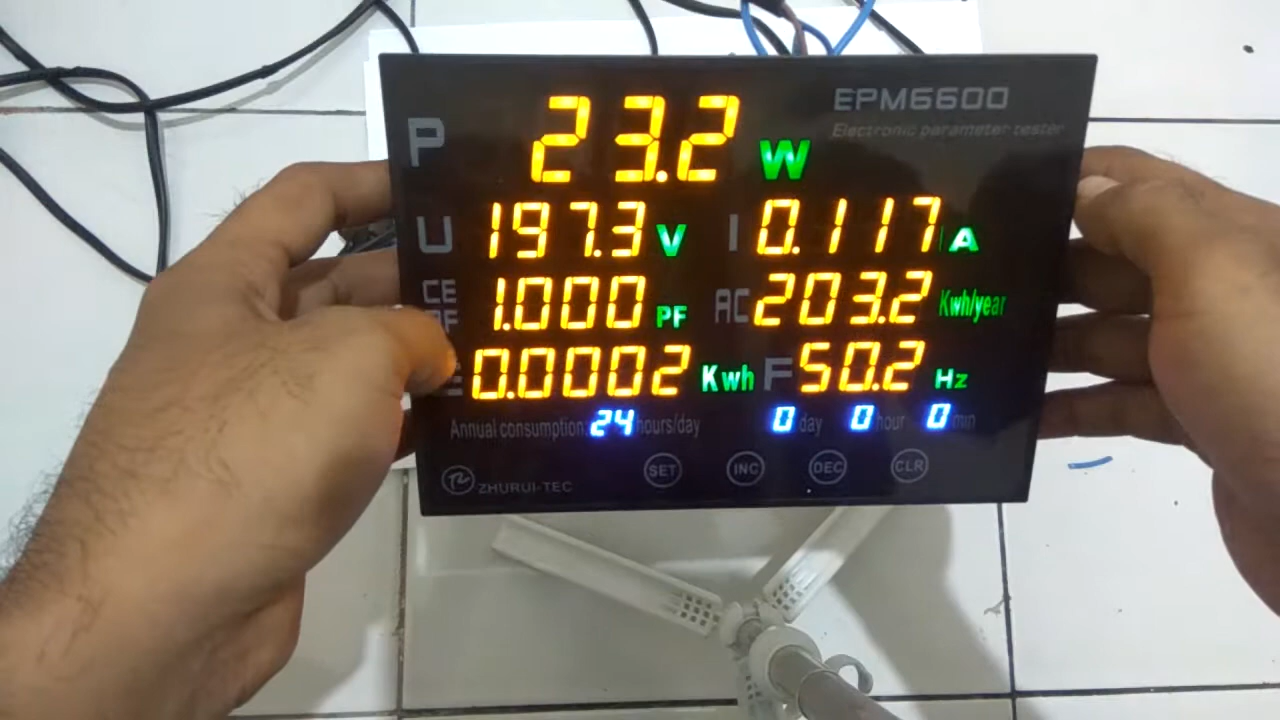 EPM6600
Electronic parameter tester
P 23.2 W
U 197.3 V I 0.117 A
CE
PF 1.000 PF AC 203.2 Kwh/year
E 0.0002 Kwh F 50.2 Hz
Annual consumption: 24 hours/day 0 day 0 hour 0 min
SET INC DEC CLR
ZHURUI-TEC